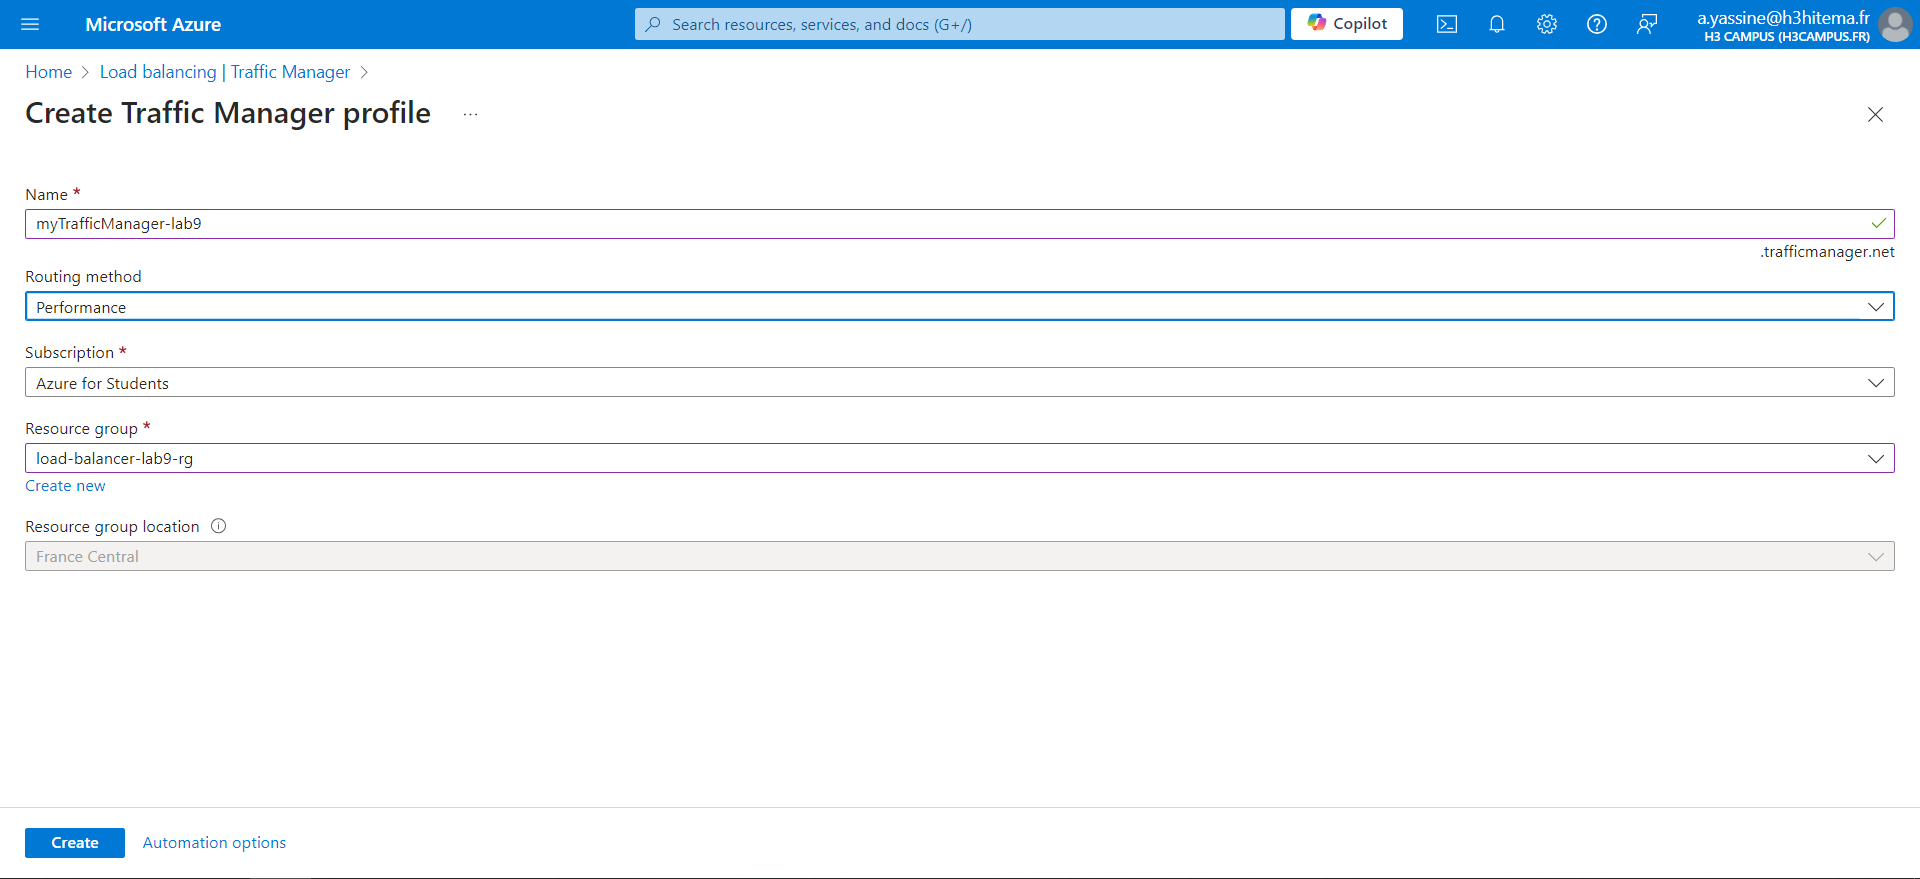 Microsoft Azure
Search resources, services, and docs (G+/)
Copilot
a.yassine@h3hitema.fr
H3 CAMPUS (H3CAMPUS.FR)
Home > Load balancing | Traffic Manager >
Create Traffic Manager profile ...
Name *
myTrafficManager-lab9
.trafficmanager.net
Routing method
Performance
Subscription *
Azure for Students
Resource group *
load-balancer-lab9-rg
Create new
Resource group location
France Central
Create
Automation options